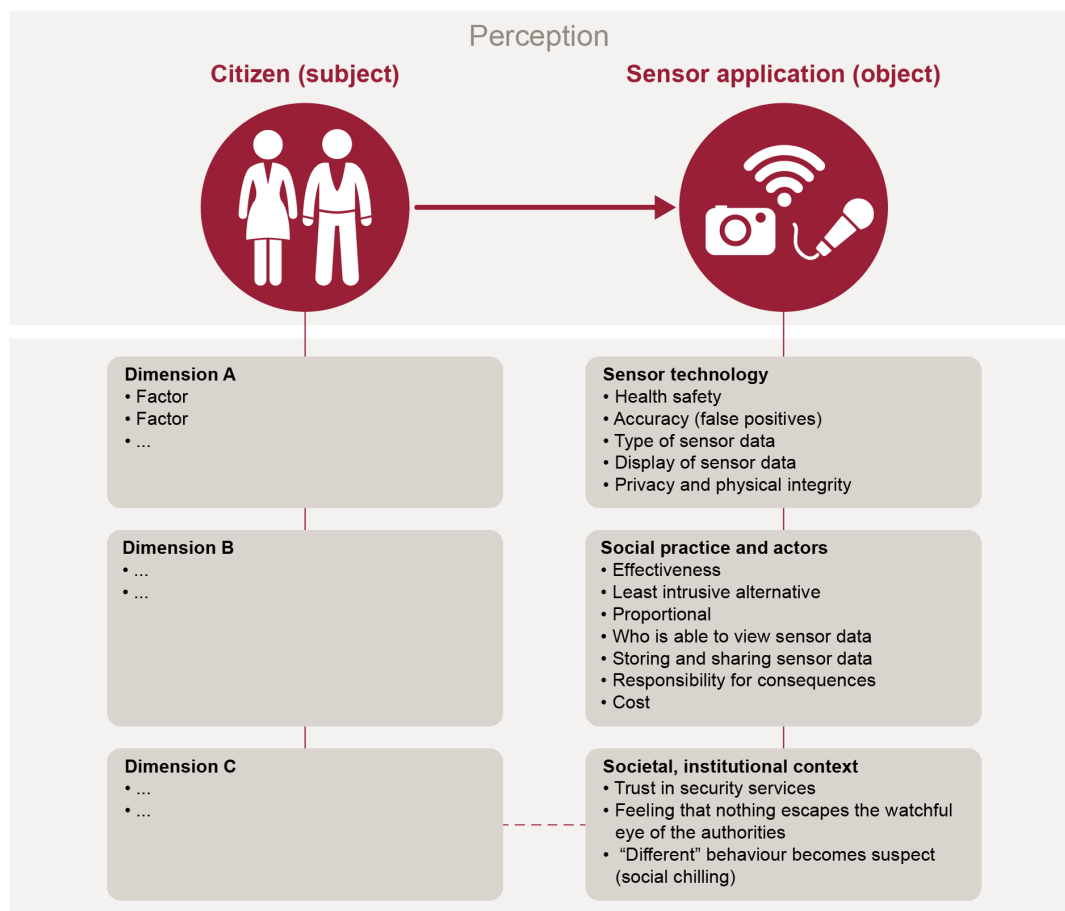 Perception
Citizen (subject)
Sensor application (object)
Dimension A
• Factor
• Factor
• ...
Dimension B
• ...
• ...
Dimension C
• ...
• ...
Sensor technology
• Health safety
• Accuracy (false positives)
• Type of sensor data
• Display of sensor data
• Privacy and physical integrity
Social practice and actors
• Effectiveness
• Least intrusive alternative
• Proportional
• Who is able to view sensor data
• Storing and sharing sensor data
• Responsibility for consequences
• Cost
Societal, institutional context
• Trust in security services
• Feeling that nothing escapes the watchful
eye of the authorities
• “Different” behaviour becomes suspect
(social chilling)